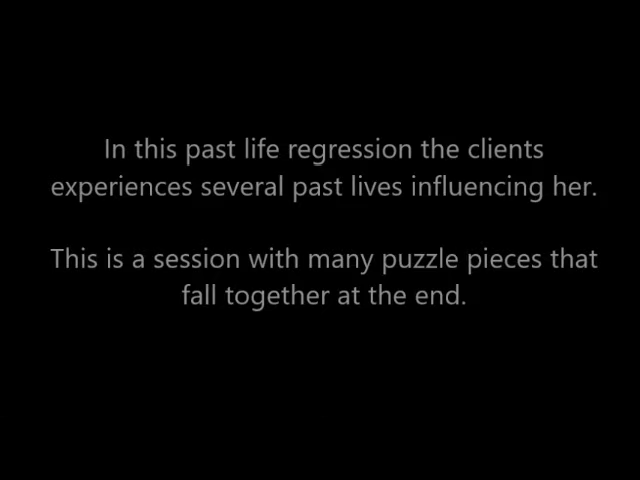 In this past life regression the clients
experiences several past lives influencing her.
This is a session with many puzzle pieces that
fall together at the end.